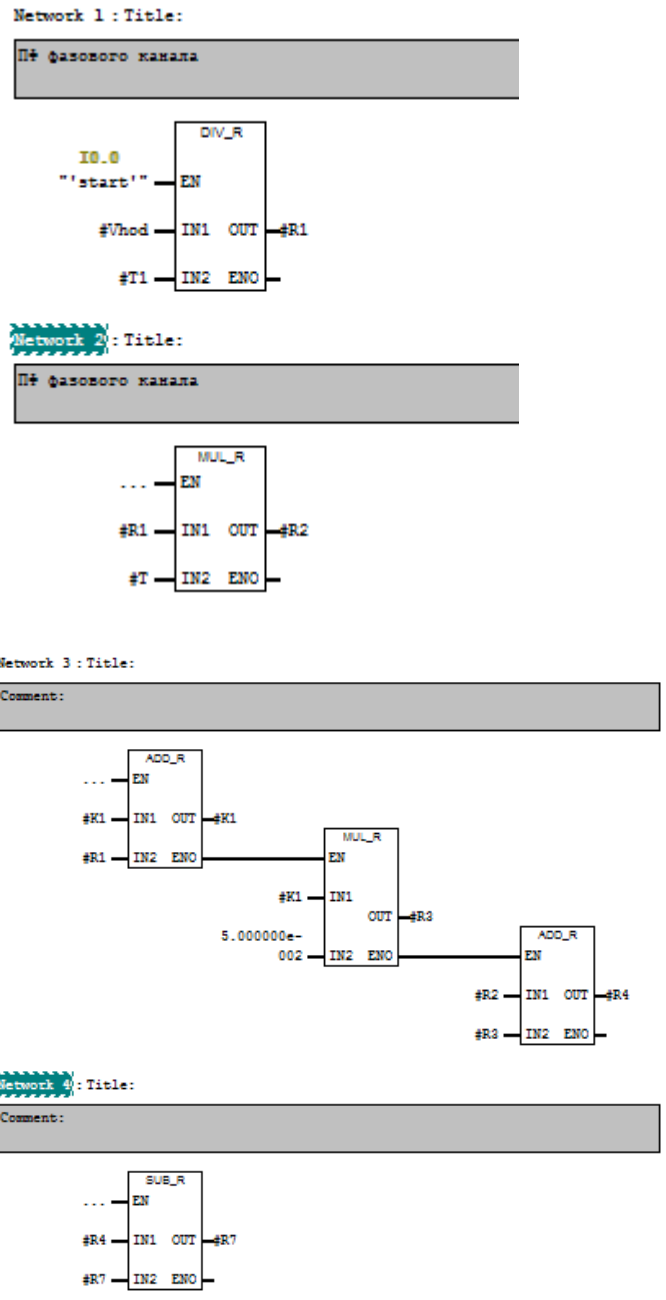 Network 1 : Title:
ПФ фазового канала
DIV_R
I0.0
"'start'" EN
#Vhod IN1 OUT #R1
#T1 IN2 ENO
Network 2 : Title:
ПФ фазового канала
MUL_R
... EN
#R1 IN1 OUT #R2
#T IN2 ENO
Network 3 : Title:
Comment:
ADD_R
... EN
#K1 IN1 OUT #K1
#R1 IN2 ENO
MUL_R
EN
#K1 IN1
OUT #R3
5.000000e-
002 IN2 ENO
ADD_R
EN
#R2 IN1 OUT #R4
#R3 IN2 ENO
Network 4 : Title:
Comment:
SUB_R
... EN
#R4 IN1 OUT #R7
#R7 IN2 ENO